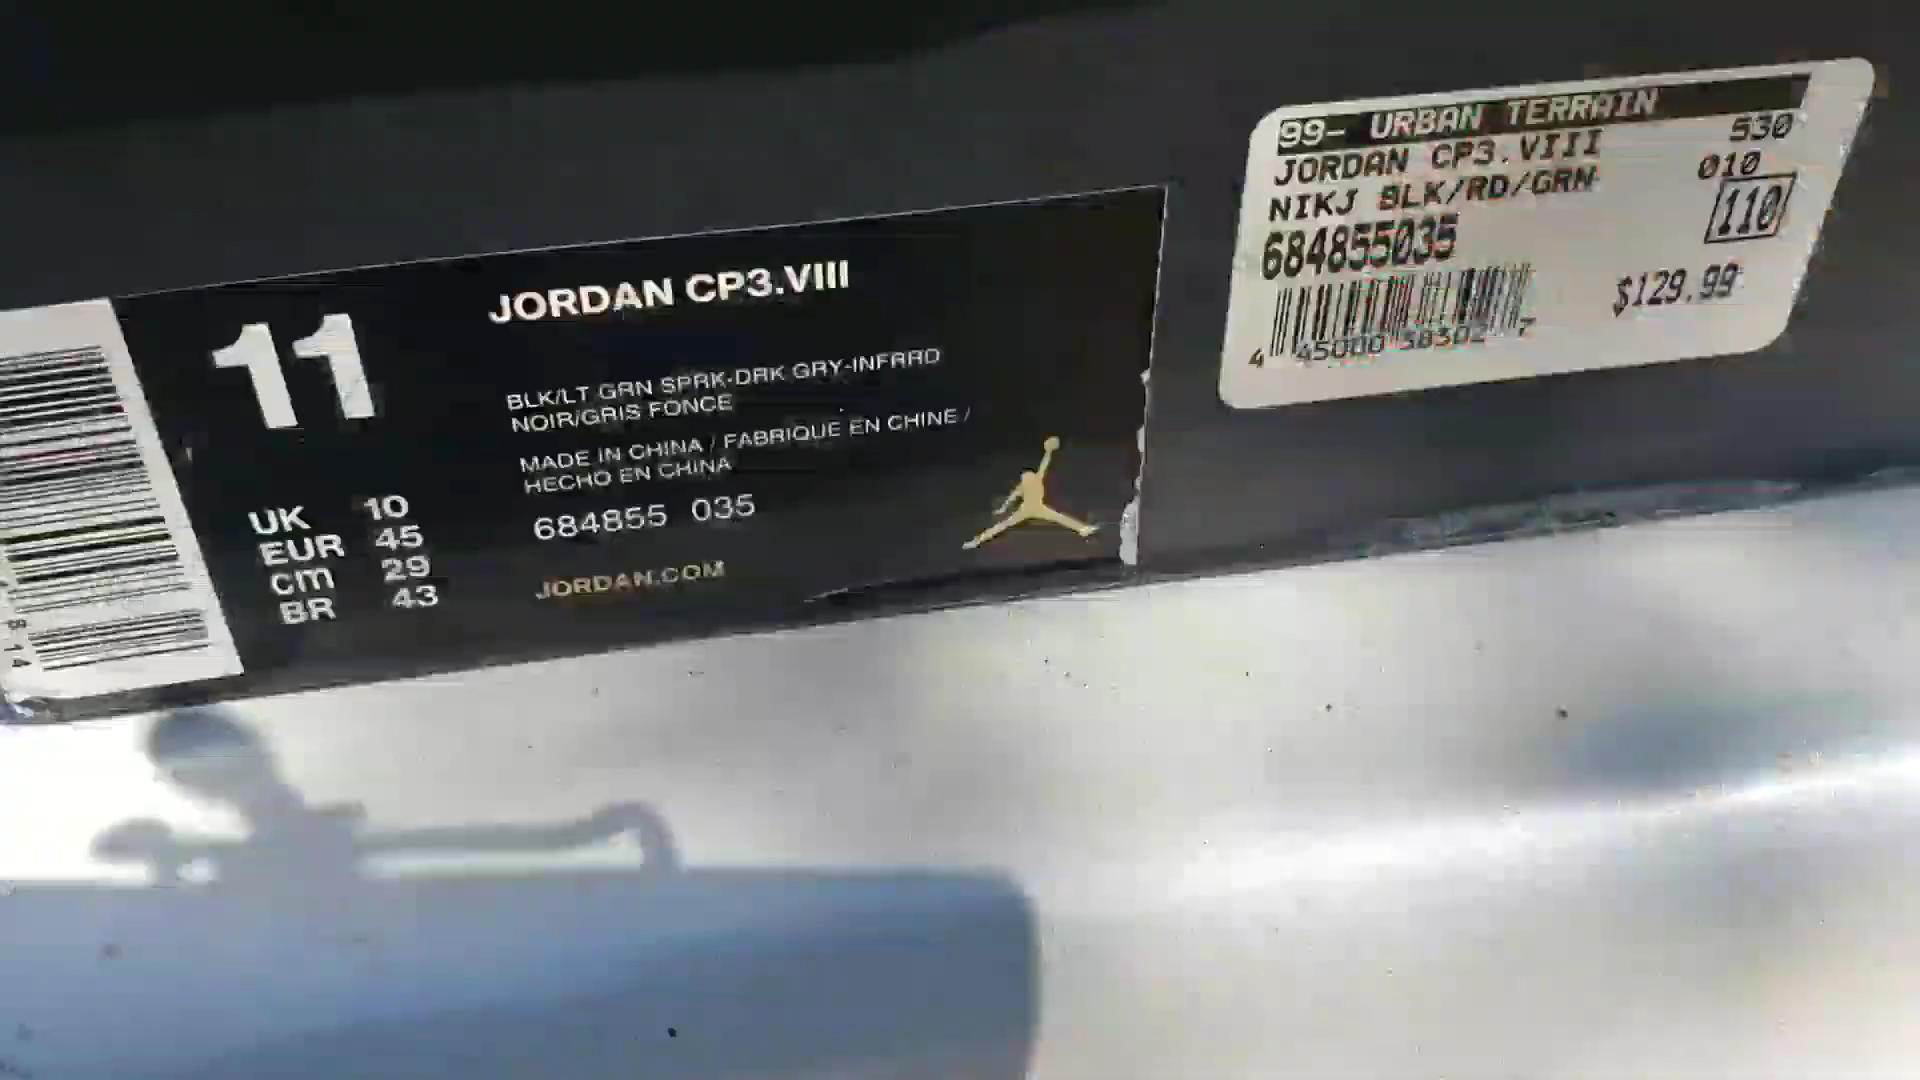 11
UK 10
EUR 45
cm 29
BR 43
JORDAN CP3.VIII
BLK/LT GRN SPRK-DRK GRY-INFRRD
NOIR/GRIS FONCE
MADE IN CHINA / FABRIQUE EN CHINE /
HECHO EN CHINA
684855 035
JORDAN.COM
99- URBAN TERRAIN
JORDAN CP3.VIII 530
NIKJ BLK/RD/GRN 010
684855035 110
$129.99
4 45000 38302 7